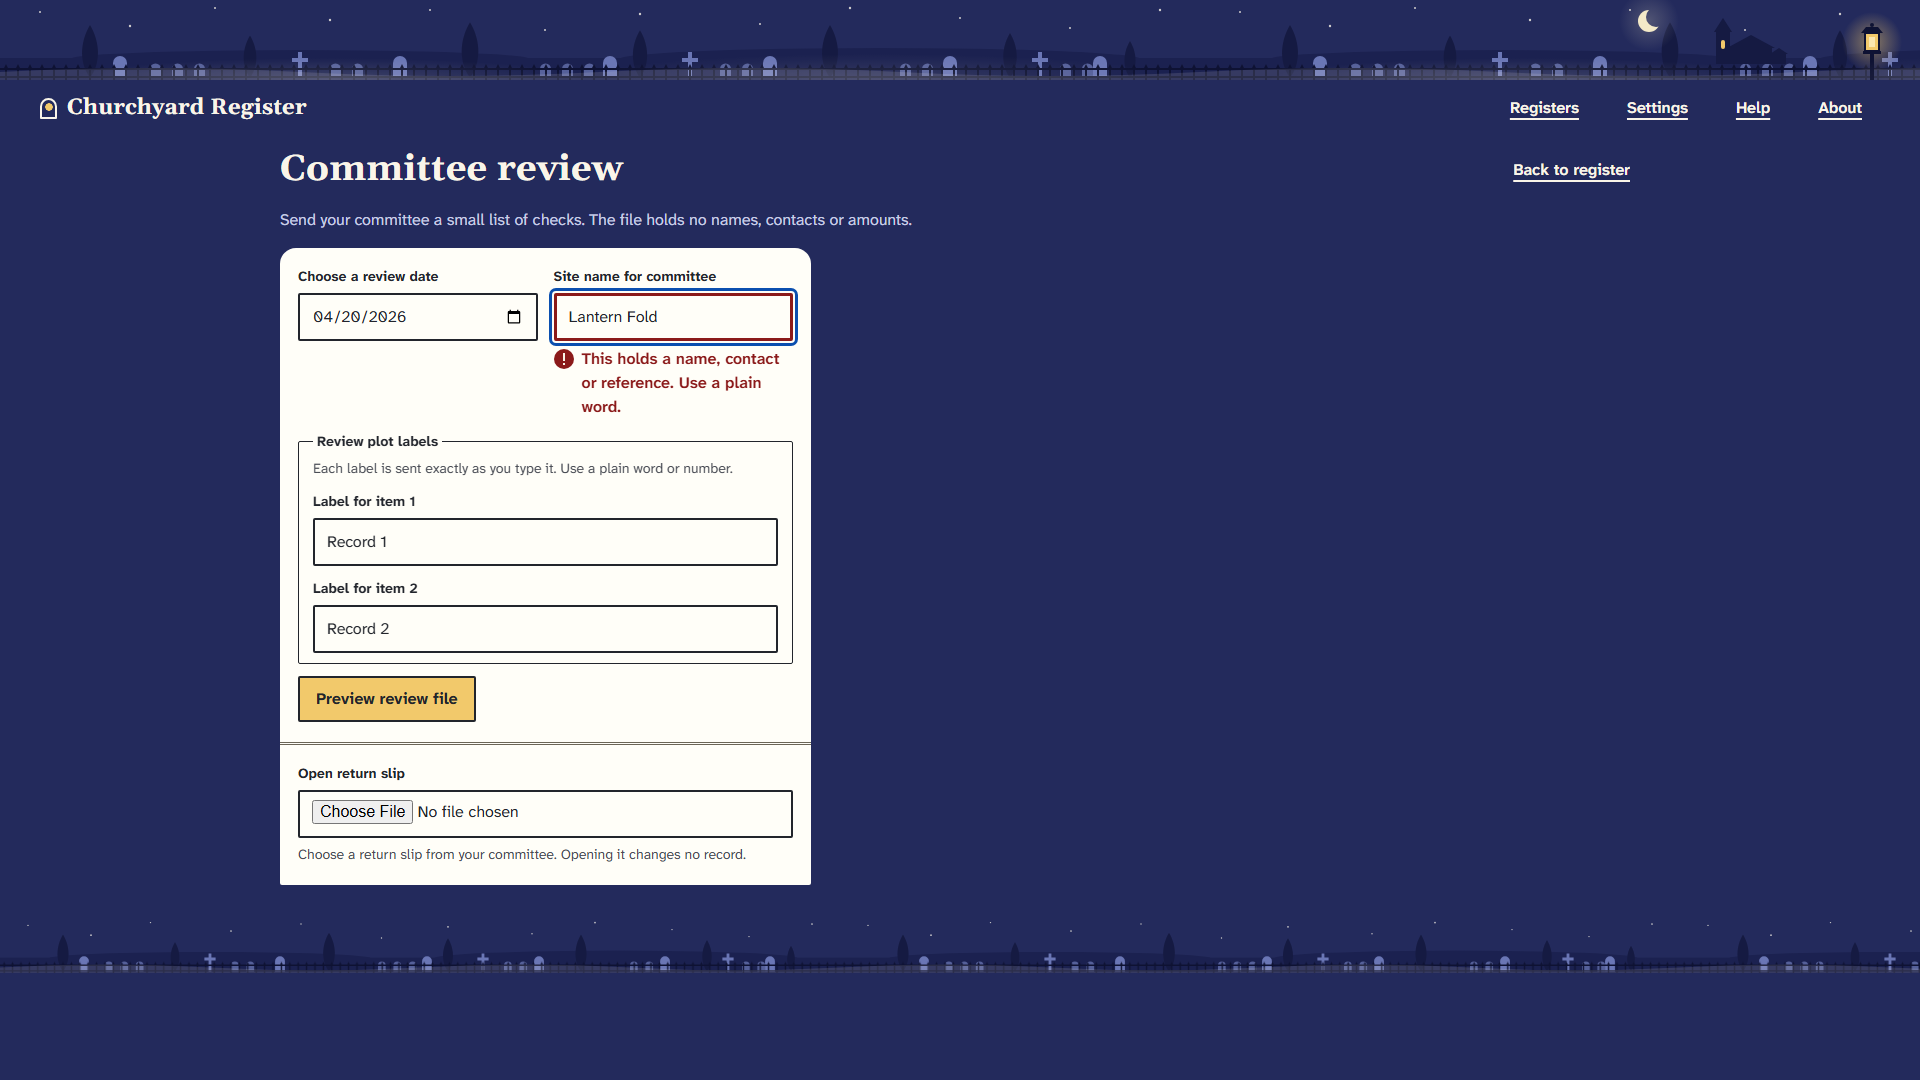 Churchyard Register
Registers
Settings
Help
About
Committee review
Back to register
Send your committee a small list of checks. The file holds no names, contacts or amounts.
Choose a review date
Site name for committee
04/20/2026
Lantern Fold
This holds a name, contact
or reference. Use a plain
word.
Review plot labels
Each label is sent exactly as you type it. Use a plain word or number.
Label for item 1
Record 1
Label for item 2
Record 2
Preview review file
Open return slip
Choose File No file chosen
Choose a return slip from your committee. Opening it changes no record.